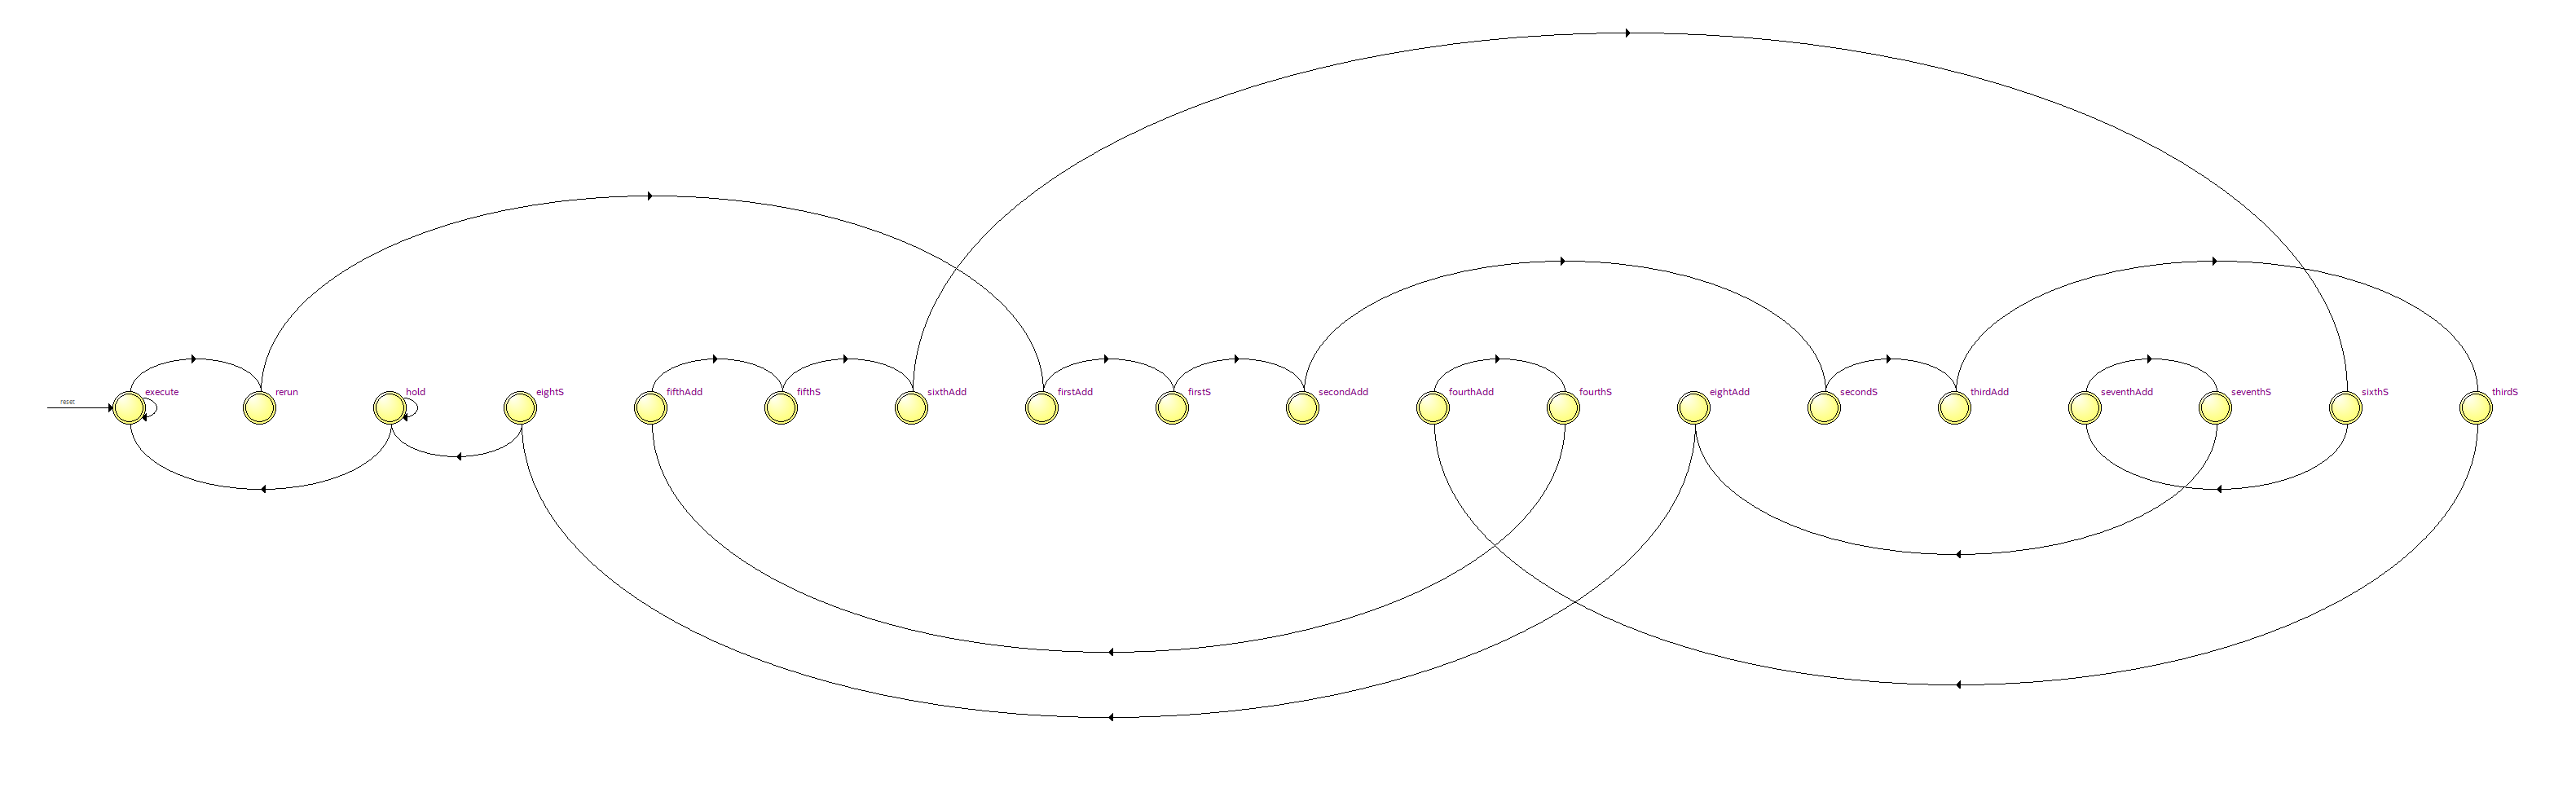 reset
execute
rerun
hold
eightS
fifthAdd
fifthS
sixthAdd
firstAdd
firstS
secondAdd
fourthAdd
fourthS
eightAdd
secondS
thirdAdd
seventhAdd
seventhS
sixthS
thirdS